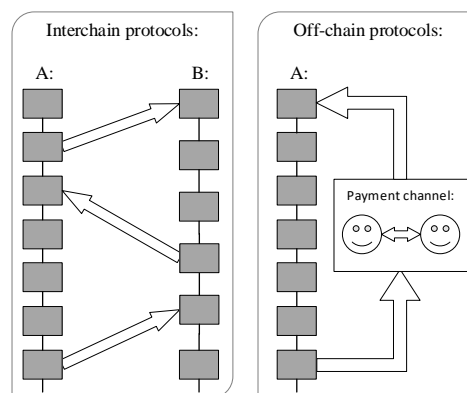 Interchain protocols:
A:
B:
Off-chain protocols:
A:
Payment channel: